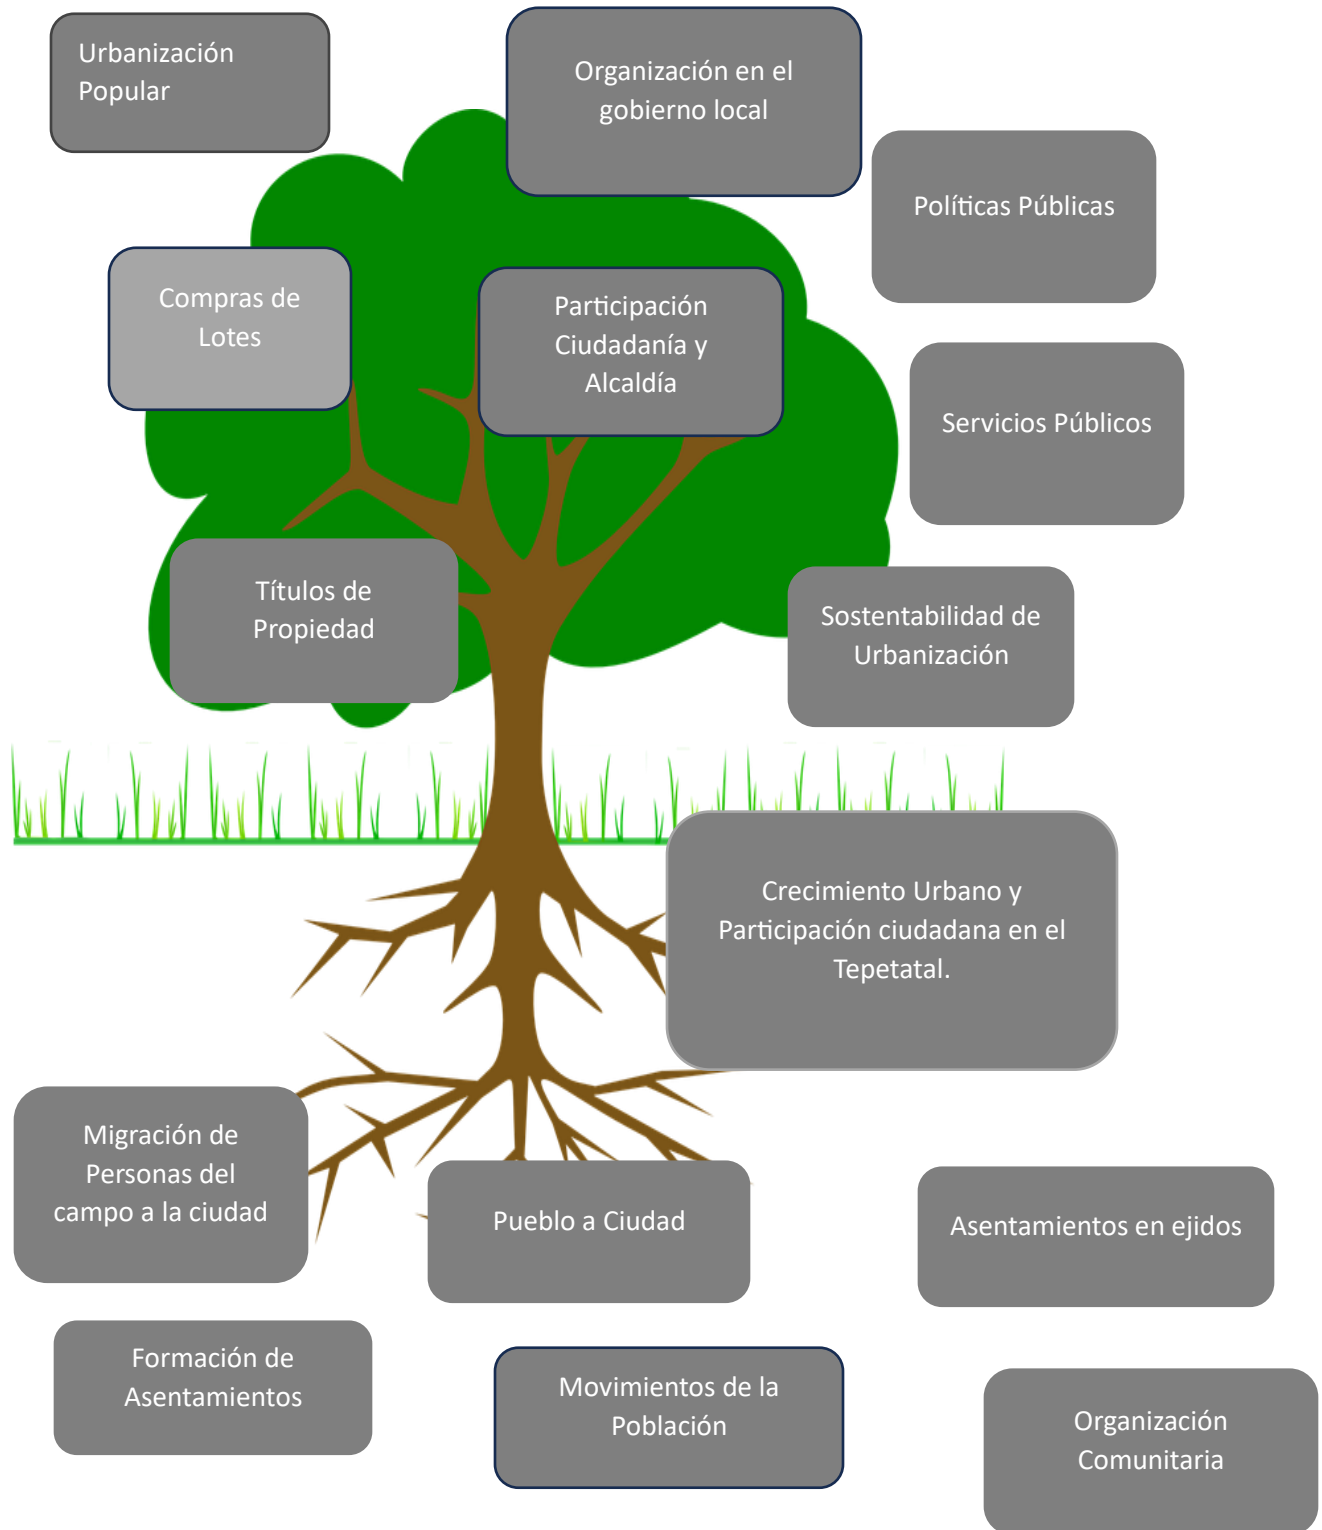 Urbanización
Popular
Organización en el
gobierno local
Políticas Públicas
Compras de
Lotes
Participación
Ciudadanía y
Alcaldía
Servicios Públicos
Títulos de
Propiedad
Sostentabilidad de
Urbanización
Crecimiento Urbano y
Participación ciudadana en el
Tepetatal.
Migración de
Personas del
campo a la ciudad
Pueblo a Ciudad
Asentamientos en ejidos
Formación de
Asentamientos
Movimientos de la
Población
Organización
Comunitaria